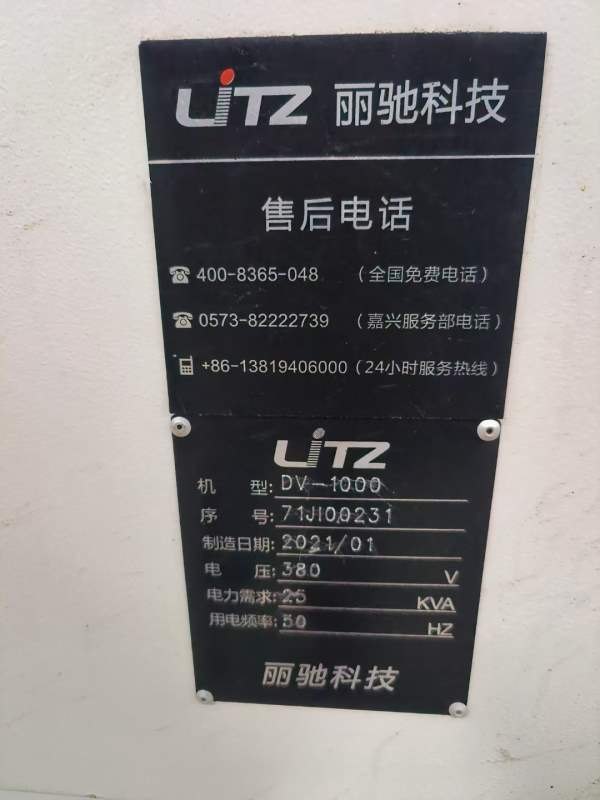 LiTZ 丽驰科技
售后电话
400-8365-048 （全国免费电话）
0573-82222739 （嘉兴服务部电话）
+86-13819406000（24小时服务热线）
LiTZ
机 型:DV-1000
序 号:71JI00231
制造日期:2021/01
电 压:380 V
电力需求:25 KVA
用电频率:50 HZ
丽驰科技